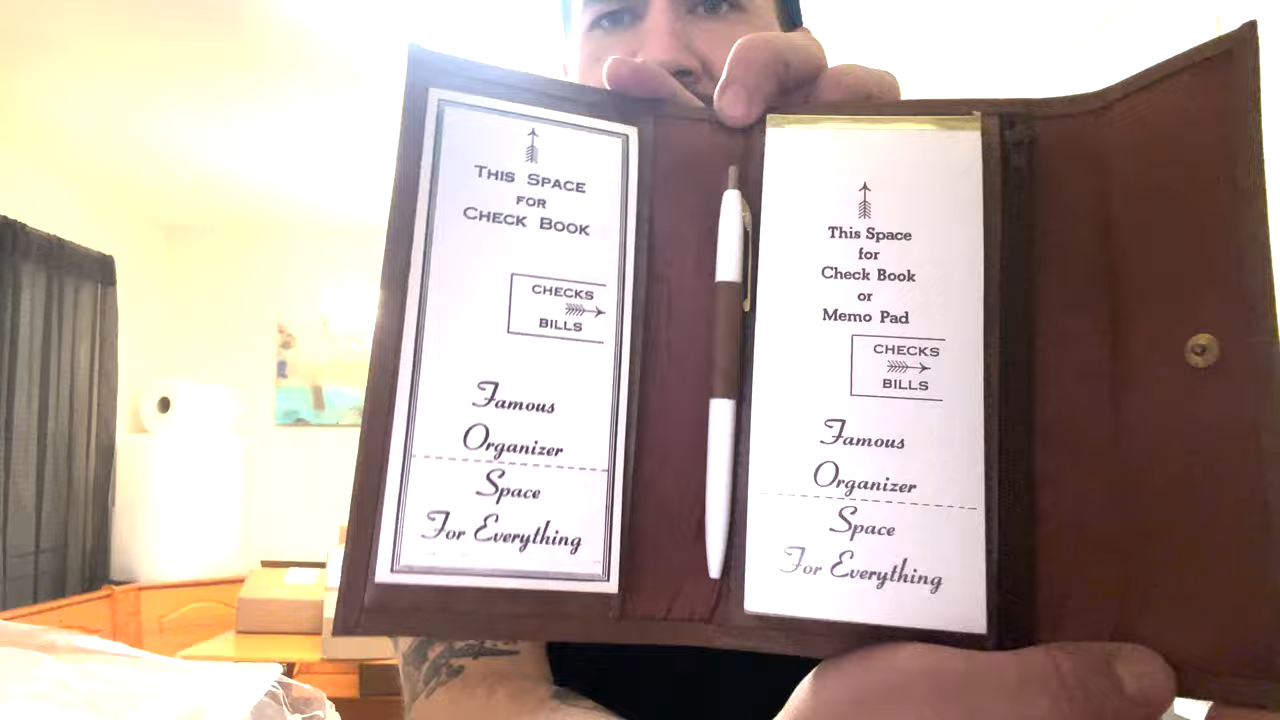 This Space
for
Check Book
CHECKS
BILLS
Famous
Organizer
Space
For Everything
This Space
for
Check Book
or
Memo Pad
CHECKS
BILLS
Famous
Organizer
Space
For Everything